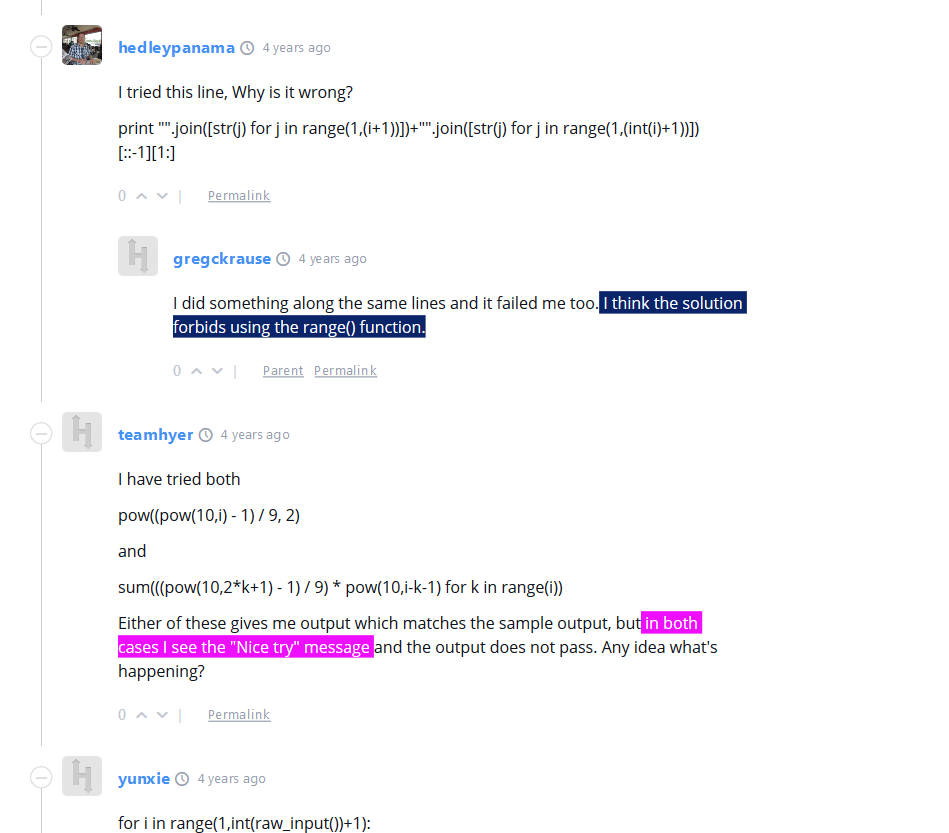 hedleypanama 4 years ago
I tried this line, Why is it wrong?
print "".join([str(j) for j in range(1,(i+1))])+"".join([str(j) for j in range(1,(int(i)+1))])
[::-1][1:]
0 | Permalink
gregckrause 4 years ago
I did something along the same lines and it failed me too. I think the solution
forbids using the range() function.
0 | Parent Permalink
teamhyer 4 years ago
I have tried both
pow((pow(10,i) - 1) / 9, 2)
and
sum(((pow(10,2*k+1) - 1) / 9) * pow(10,i-k-1) for k in range(i))
Either of these gives me output which matches the sample output, but in both
cases I see the "Nice try" message and the output does not pass. Any idea what's
happening?
0 | Permalink
yunxie 4 years ago
for i in range(1,int(raw_input())+1):